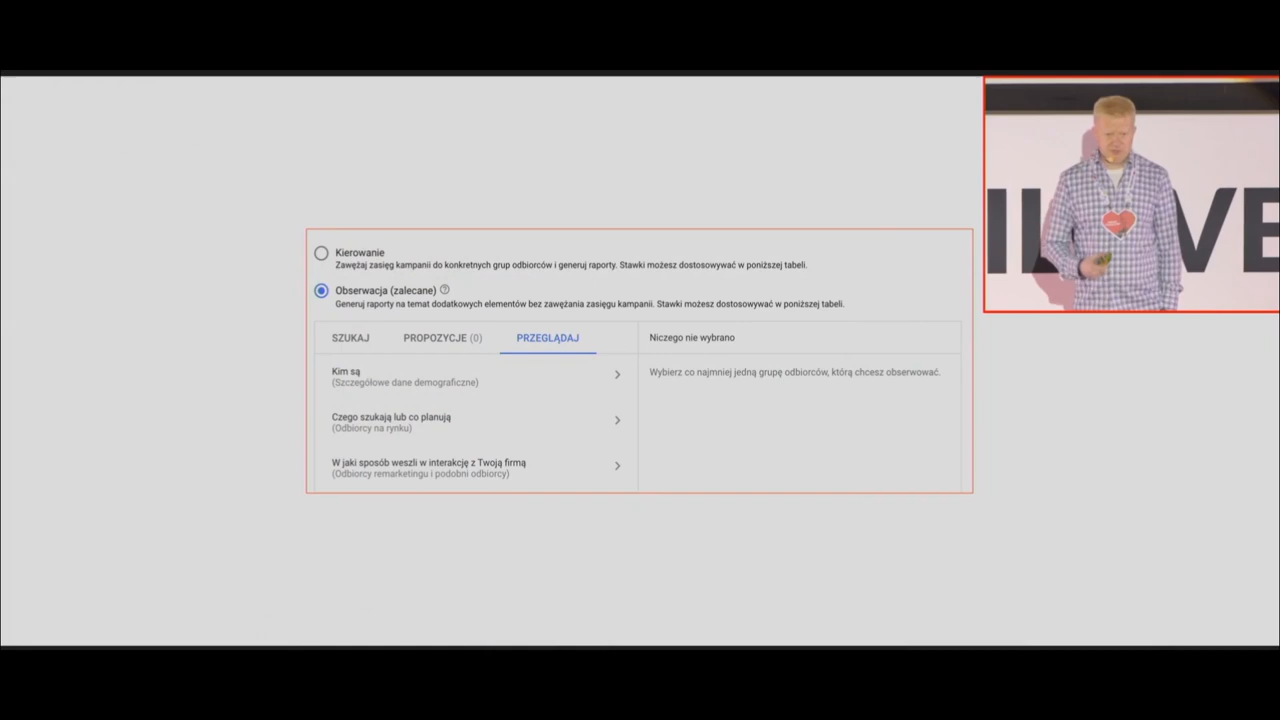 Kierowanie
Zawężaj zasięg kampanii do konkretnych grup odbiorców i generuj raporty. Stawki możesz dostosowywać w poniższej tabeli.
Obserwacja (zalecane)
Generuj raporty na temat dodatkowych elementów bez zawężania zasięgu kampanii. Stawki możesz dostosowywać w poniższej tabeli.
SZUKAJ PROPOZYCJE (0) PRZEGLĄDAJ
Niczego nie wybrano
Kim są
(Szczegółowe dane demograficzne)
Czego szukają lub co planują
(Odbiorcy na rynku)
W jaki sposób weszli w interakcję z Twoją firmą
(Odbiorcy remarketingu i podobni odbiorcy)
Wybierz co najmniej jedną grupę odbiorców, którą chcesz obserwować.